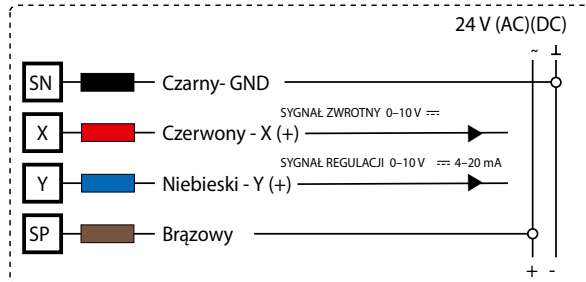 24 V (AC)(DC)
~ ⊥
SN Czarny- GND
SYGNAŁ ZWROTNY 0–10 V ⎓
X Czerwony - X (+)
SYGNAŁ REGULACJI 0–10 V ⎓ 4–20 mA
Y Niebieski - Y (+)
SP Brązowy
+ -